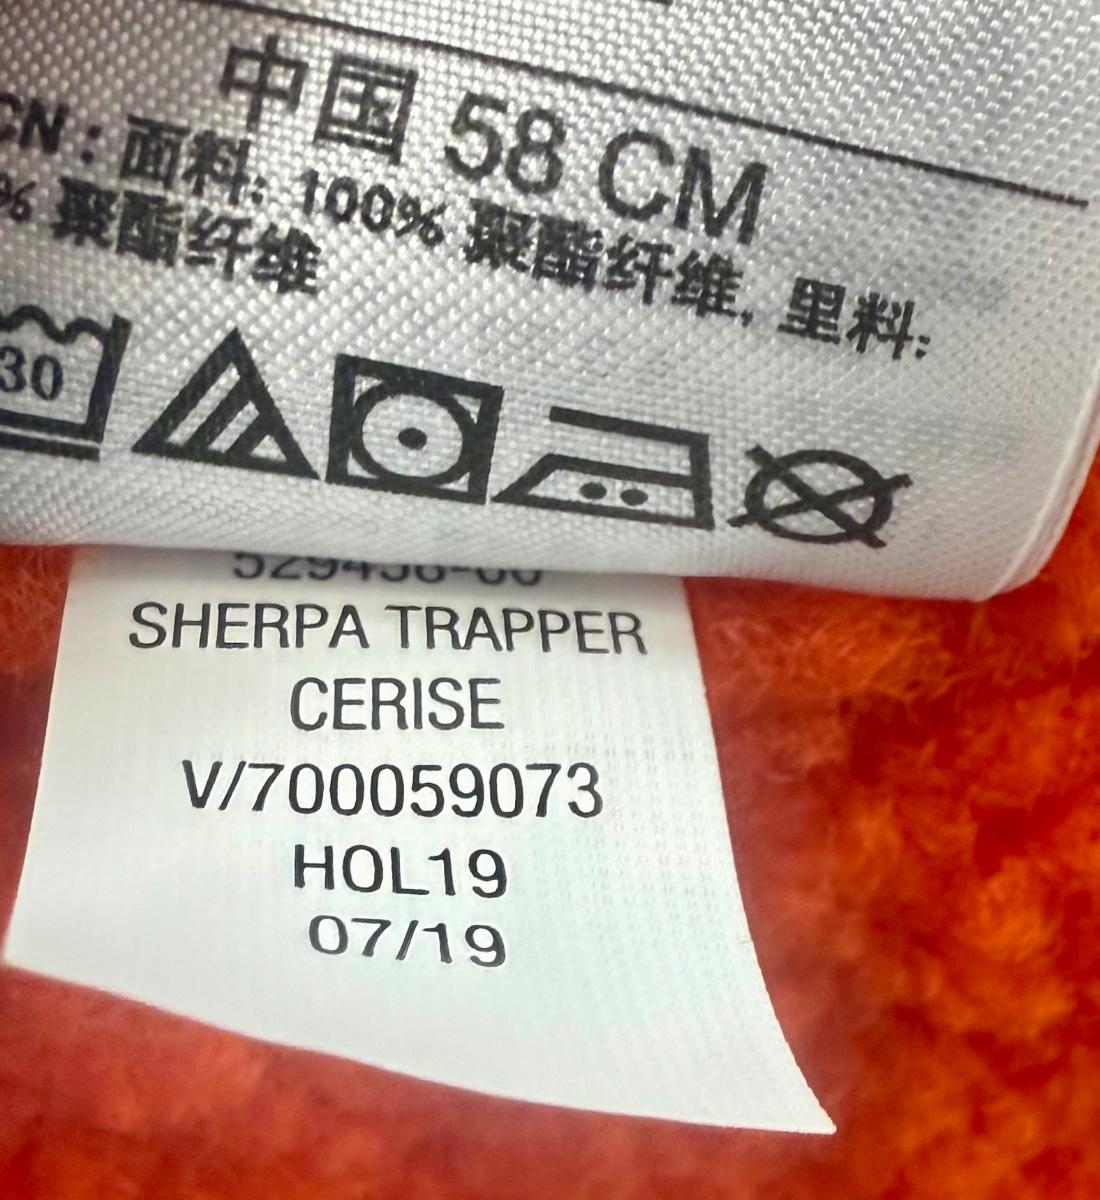 中国 58 CM
CN: 面料: 100% 聚酯纤维, 里料:
% 聚酯纤维
30
SHERPA TRAPPER
CERISE
V/700059073
HOL19
07/19